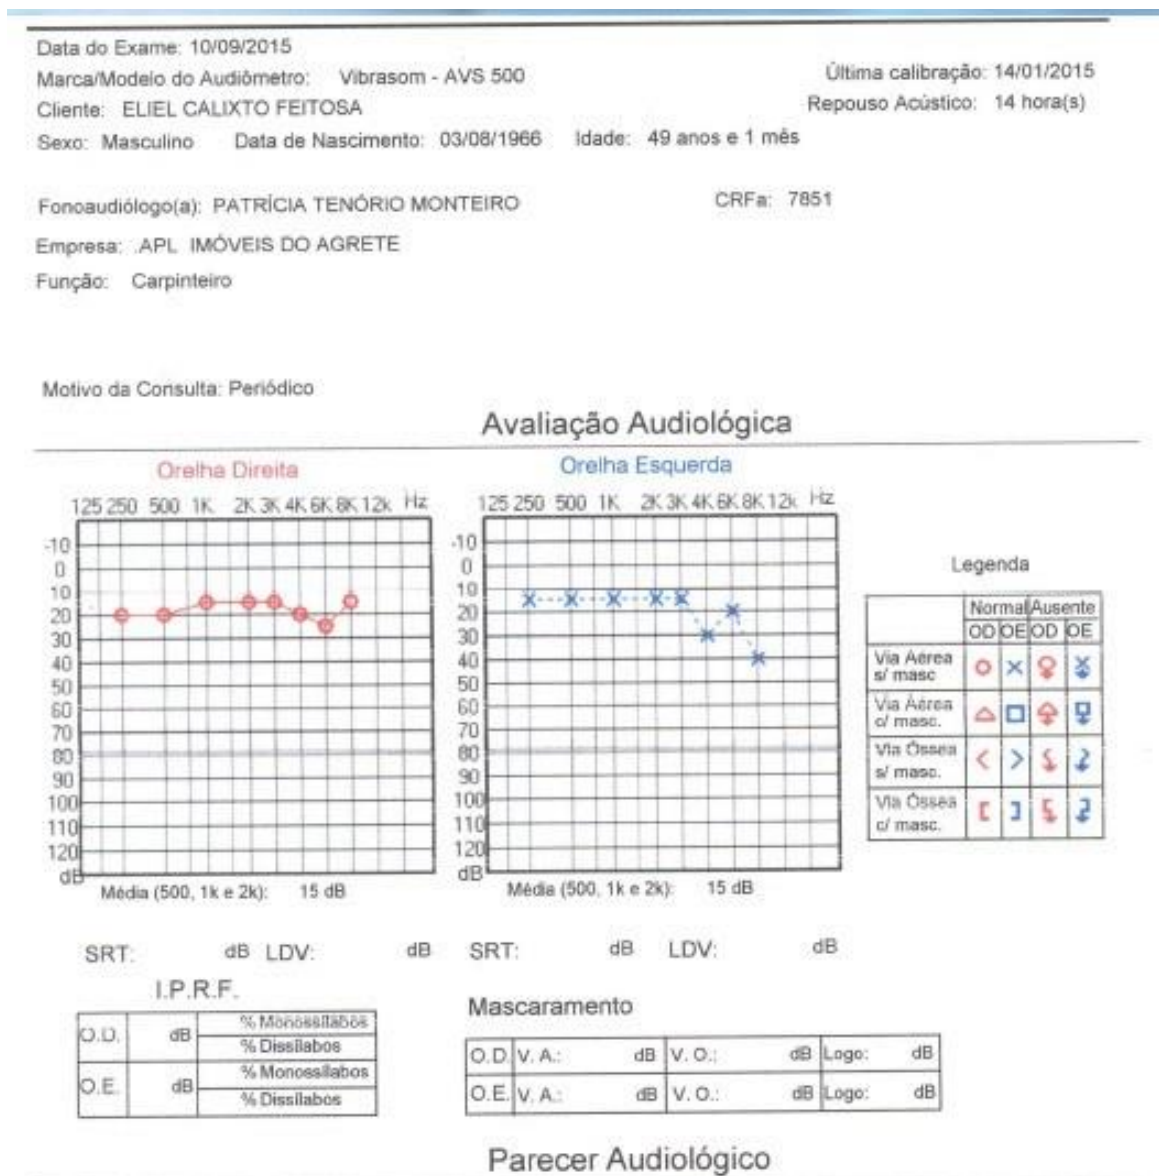 Data do Exame: 10/09/2015
Marca/Modelo do Audiômetro: Vibrasom - AVS 500 Última calibração: 14/01/2015
Cliente: ELIEL CALIXTO FEITOSA Repouso Acústico: 14 hora(s)
Sexo: Masculino Data de Nascimento: 03/08/1966 Idade: 49 anos e 1 mês
Fonoaudiólogo(a): PATRÍCIA TENÓRIO MONTEIRO CRFa: 7851
Empresa: .APL IMÓVEIS DO AGRETE
Função: Carpinteiro
Motivo da Consulta: Periódico
Avaliação Audiológica
Orelha Direita Orelha Esquerda
125 250 500 1K 2K 3K 4K 6K 8K 12k Hz 125 250 500 1K 2K 3K 4K 6K 8K 12k Hz
-10 -10
0 0
10 10
20 20
30 30
40 40
50 50
60 60
70 70
80 80
90 90
100 100
110 110
120 120
dB dB
Legenda
Normal Ausente
OD OE OD OE
Via Aérea s/ masc
Via Aérea c/ masc.
Via Óssea s/ masc.
Via Óssea c/ masc.
Média (500, 1k e 2k): 15 dB Média (500, 1k e 2k): 15 dB
SRT: dB LDV: dB SRT: dB LDV: dB
I.P.R.F.
O.D. dB % Monossílabos
% Dissílabos
O.E. dB % Monossílabos
% Dissílabos
Mascaramento
O.D. V. A.: dB V. O.: dB Logo: dB
O.E. V. A.: dB V. O.: dB Logo: dB
Parecer Audiológico